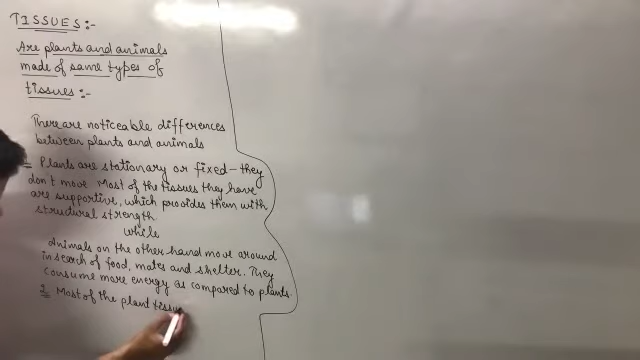 TISSUES:-
Are plants and animals
made of same types of
tissues:-
There are noticeable differences
between plants and animals
Plants are stationary or fixed - they
don't move Most of the tissues they have
are supportive, which provides them with
structural strength
while
Animals on the other hand move around
in search of food, mates and shelter. They
consume more energy as compared to plants.
2 Most of the plant tissu